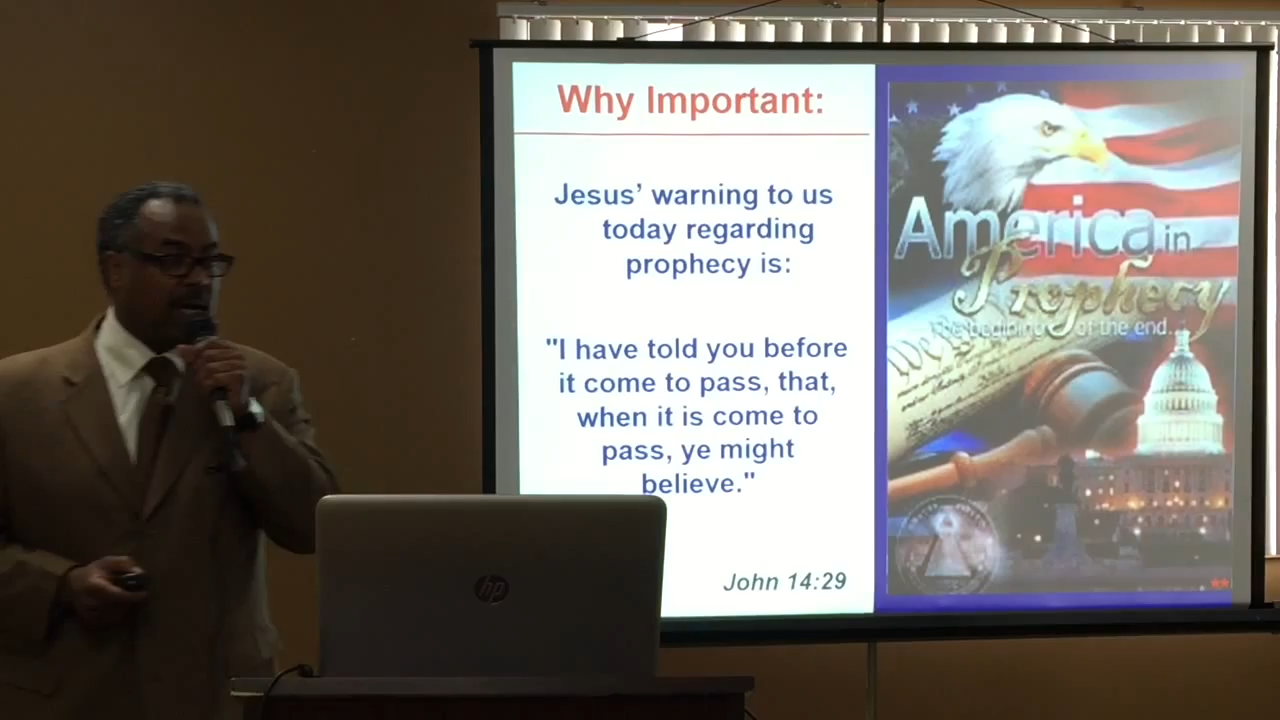 Why Important:
Jesus’ warning to us
today regarding
prophecy is:
"I have told you before
it come to pass, that,
when it is come to
pass, ye might
believe."
John 14:29
America in
Prophecy
of the end...
We
hp